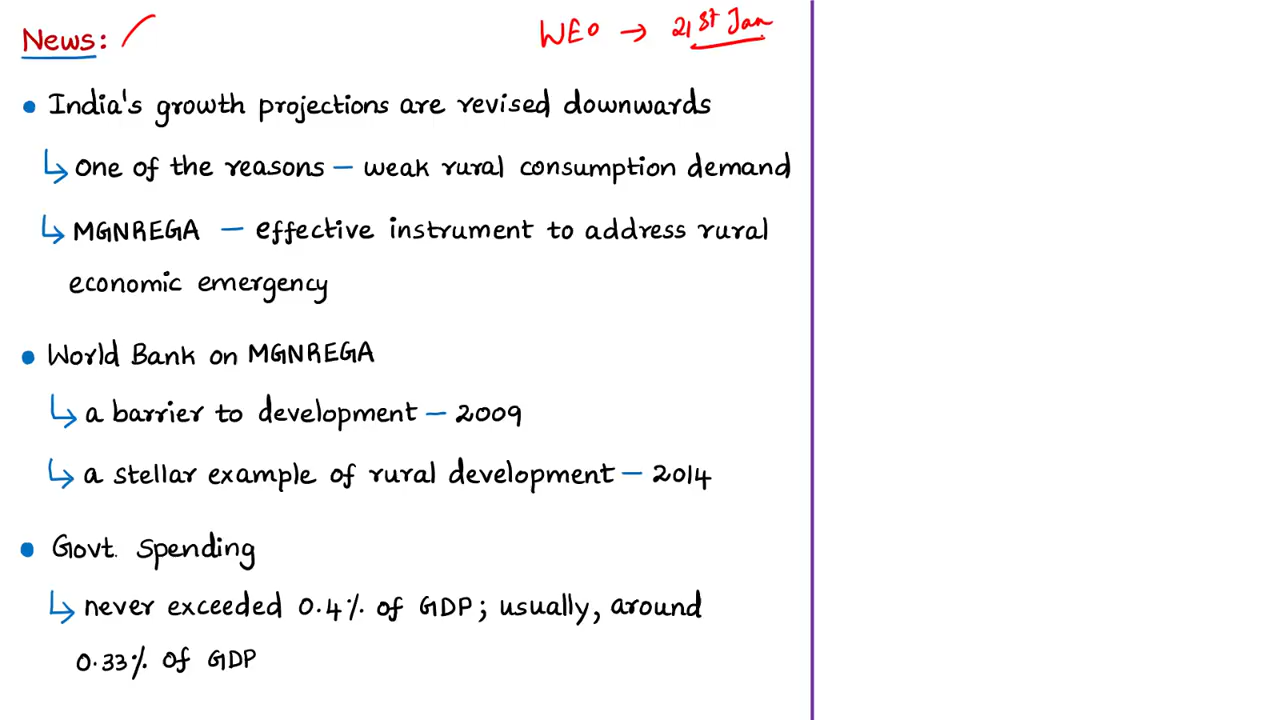 News:
WEO → 21st Jan
• India's growth projections are revised downwards
↳ One of the reasons – weak rural consumption demand
↳ MGNREGA – effective instrument to address rural
economic emergency
• World Bank on MGNREGA
↳ a barrier to development – 2009
↳ a stellar example of rural development – 2014
• Govt. Spending
↳ never exceeded 0.4% of GDP; usually, around
0.33% of GDP